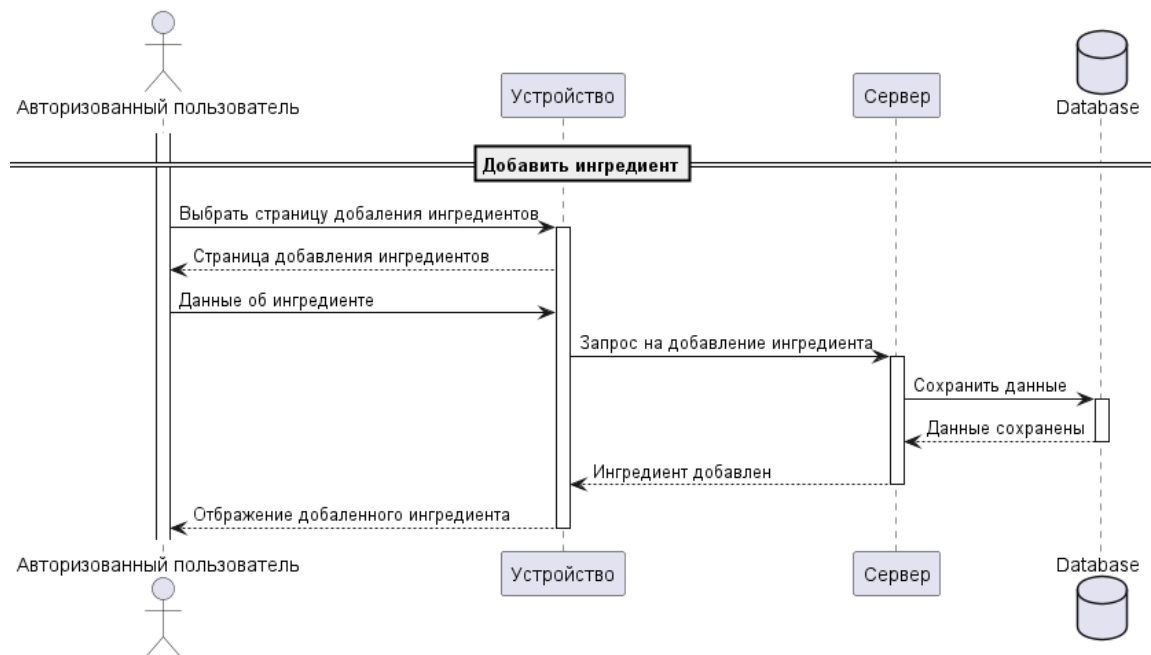 Авторизованный пользователь
Устройство
Сервер
Database
Добавить ингредиент
Выбрать страницу добаления ингредиентов
Страница добавления ингредиентов
Данные об ингредиенте
Запрос на добавление ингредиента
Сохранить данные
Данные сохранены
Ингредиент добавлен
Отбражение добаленного ингредиента
Авторизованный пользователь
Устройство
Сервер
Database